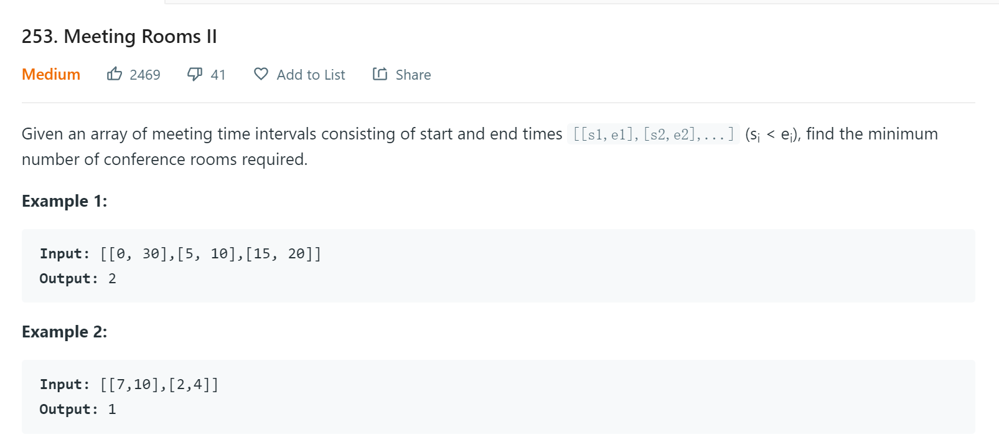 253. Meeting Rooms II
Medium 2469 41 Add to List Share
Given an array of meeting time intervals consisting of start and end times [[s1,e1],[s2,e2],...] (si < ei), find the minimum
number of conference rooms required.
Example 1:
Input: [[0, 30],[5, 10],[15, 20]]
Output: 2
Example 2:
Input: [[7,10],[2,4]]
Output: 1